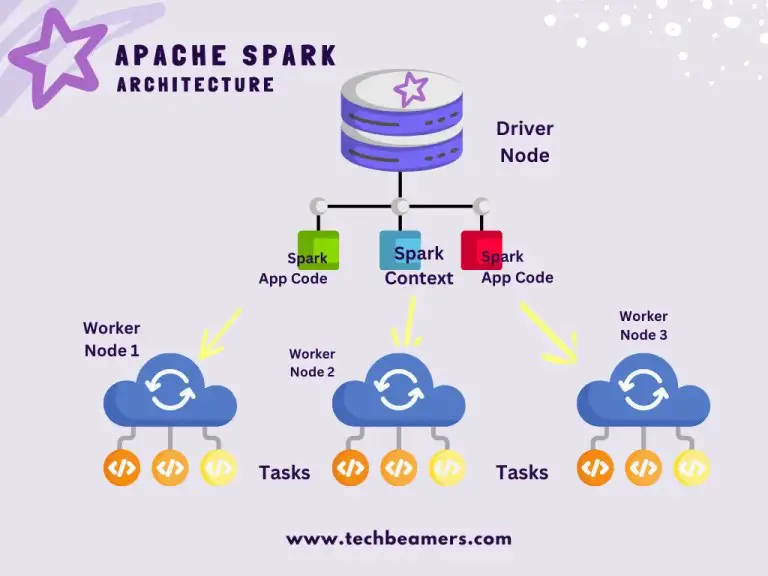 APACHE SPARK
ARCHITECTURE
Driver
Node
Spark
App Code
Spark
Context
Spark
App Code
Worker
Node 1
Worker
Node 2
Worker
Node 3
</>
</>
</>
Tasks
</>
</>
</>
Tasks
</>
</>
</>
www.techbeamers.com